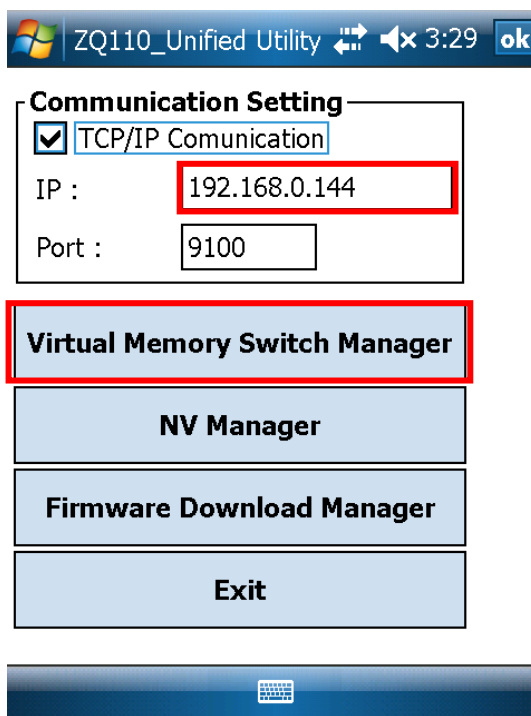 ZQ110_Unified Utility 3:29 ok
Communication Setting
TCP/IP Comunication
IP : 192.168.0.144
Port : 9100
Virtual Memory Switch Manager
NV Manager
Firmware Download Manager
Exit